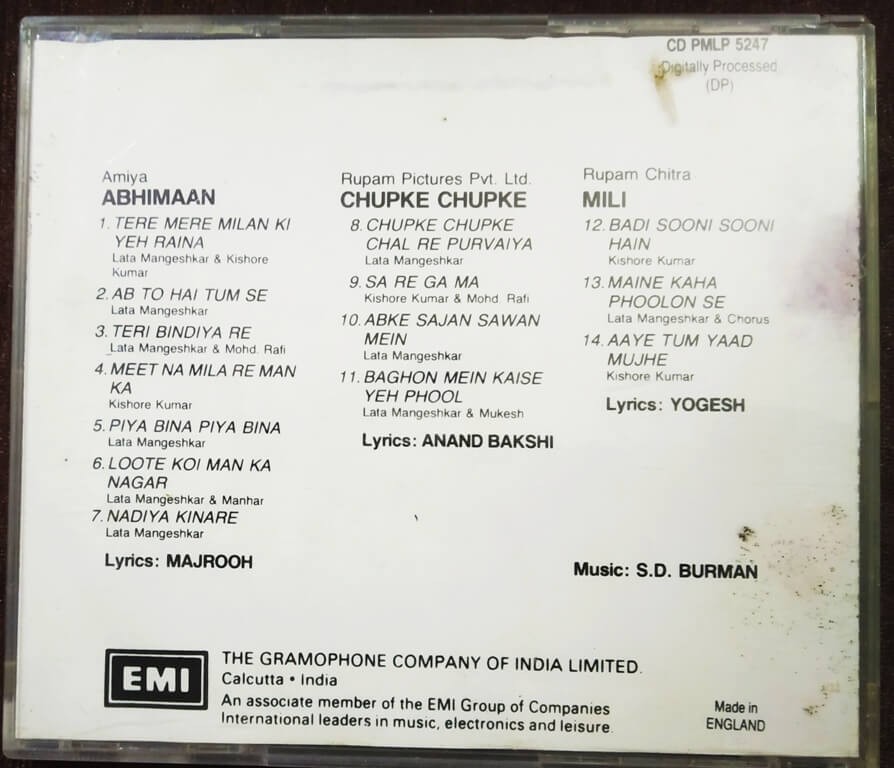 CD PMLP 5247
Digitally Processed
(DP)
Amiya
ABHIMAAN
1. TERE MERE MILAN KI
YEH RAINA
Lata Mangeshkar & Kishore
Kumar
2. AB TO HAI TUM SE
Lata Mangeshkar
3. TERI BINDIYA RE
Lata Mangeshkar & Mohd. Rafi
4. MEET NA MILA RE MAN
KA
Kishore Kumar
5. PIYA BINA PIYA BINA
Lata Mangeshkar
6. LOOTE KOI MAN KA
NAGAR
Lata Mangeshkar & Manhar
7. NADIYA KINARE
Lata Mangeshkar
Lyrics: MAJROOH
Rupam Pictures Pvt. Ltd.
CHUPKE CHUPKE
8. CHUPKE CHUPKE
CHAL RE PURVAIYA
Lata Mangeshkar
9. SA RE GA MA
Kishore Kumar & Mohd. Rafi
10. ABKE SAJAN SAWAN
MEIN
Lata Mangeshkar
11. BAGHON MEIN KAISE
YEH PHOOL
Lata Mangeshkar & Mukesh
Lyrics: ANAND BAKSHI
Rupam Chitra
MILI
12. BADI SOONI SOONI
HAIN
Kishore Kumar
13. MAINE KAHA
PHOOLON SE
Lata Mangeshkar & Chorus
14. AAYE TUM YAAD
MUJHE
Kishore Kumar
Lyrics: YOGESH
Music: S.D. BURMAN
EMI
THE GRAMOPHONE COMPANY OF INDIA LIMITED.
Calcutta • India
An associate member of the EMI Group of Companies
International leaders in music, electronics and leisure.
Made in
ENGLAND